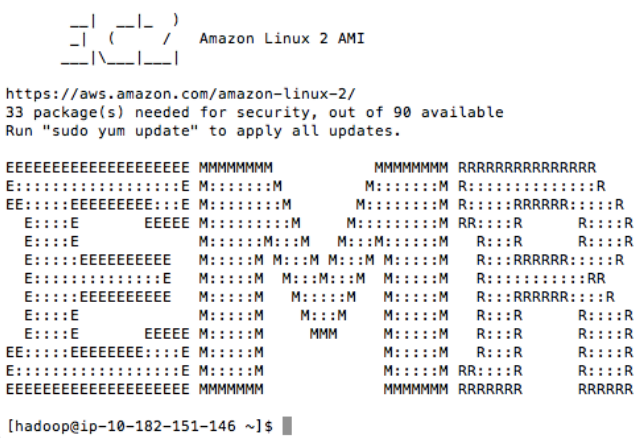 __|  __|_  )
       _|  (     /   Amazon Linux 2 AMI
      ___|\___|___|
https://aws.amazon.com/amazon-linux-2/
33 package(s) needed for security, out of 90 available
Run "sudo yum update" to apply all updates.
EEEEEEEEEEEEEEEEEEEE MMMMMMMM           MMMMMMMM RRRRRRRRRRRRRRR
E::::::::::::::::::E M:::::::M         M:::::::M R::::::::::::::R
EE:::::EEEEEEEEE:::E M::::::::M       M::::::::M R:::::RRRRRR:::::R
  E::::E       EEEEE M:::::::::M     M:::::::::M RR::::R      R::::R
  E::::E             M::::::M:::M   M:::M::::::M   R:::R      R::::R
  E:::::EEEEEEEEEE   M:::::M M:::M M:::M M:::::M   R:::RRRRRR:::::R
  E::::::::::::::E   M:::::M  M:::M:::M  M:::::M   R:::::::::::RR
  E:::::EEEEEEEEEE   M:::::M   M:::::M   M:::::M   R:::RRRRRR::::R
  E::::E             M:::::M    M:::M    M:::::M   R:::R      R::::R
  E::::E       EEEEE M:::::M     MMM     M:::::M   R:::R      R::::R
EE:::::EEEEEEEE::::E M:::::M             M:::::M   R:::R      R::::R
E::::::::::::::::::E M:::::M             M:::::M RR::::R      R::::R
EEEEEEEEEEEEEEEEEEEE MMMMMMM             MMMMMMM RRRRRRR      RRRRRR
[hadoop@ip-10-182-151-146 ~]$